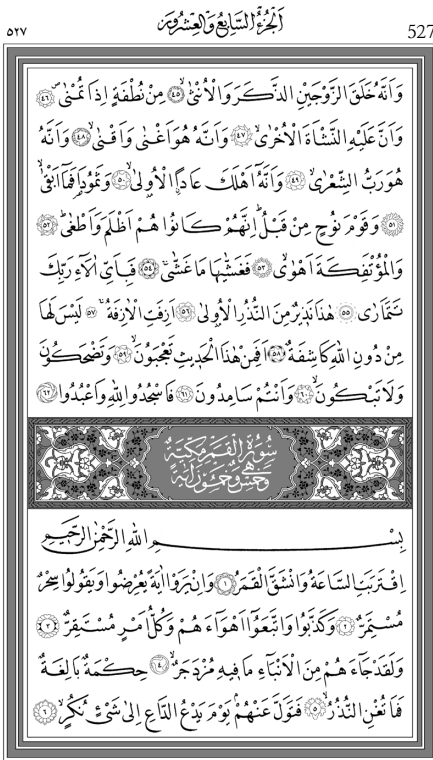 ٥٢٧ اَلْجُزْءُ السَّابِعُ وَالْعِشْرُونَ 527
وَاَنَّهُ خَلَقَ الزَّوْجَيْنِ الذَّكَرَ وَالْاُنْثٰىۙ ﴿٤٥﴾ مِنْ نُطْفَةٍ اِذَا تُمْنٰىۖ ﴿٤٦﴾
وَاَنَّ عَلَيْهِ النَّشْاَةَ الْاُخْرٰىۙ ﴿٤٧﴾ وَاَنَّهُ هُوَ اَغْنٰى وَاَقْنٰىۙ ﴿٤٨﴾ وَاَنَّهُ
هُوَ رَبُّ الشِّعْرٰىۙ ﴿٤٩﴾ وَاَنَّهُٓ اَهْلَكَ عَادًاۨ الْاُو۫لٰىۙ ﴿٥٠﴾ وَثَمُودَا۬ فَمَٓا اَبْقٰىۙ
﴿٥١﴾ وَقَوْمَ نُوحٍ مِنْ قَبْلُۜ اِنَّهُمْ كَانُوا هُمْ اَظْلَمَ وَاَطْغٰىۜ ﴿٥٢﴾
وَالْمُؤْتَفِكَةَ اَهْوٰىۙ ﴿٥٣﴾ فَغَشّٰيهَا مَا غَشّٰىۚ ﴿٥٤﴾ فَبِاَيِّ اٰلَٓاءِ رَبِّكَ
تَتَمَارٰى ﴿٥٥﴾ هٰذَا نَذِيرٌ مِنَ النُّذُرِ الْاُو۫لٰى ﴿٥٦﴾ اَزِفَتِ الْاٰزِفَةُۚ ﴿٥٧﴾ لَيْسَ لَهَا
مِنْ دُونِ اللّٰهِ كَاشِفَةٌۜ ﴿٥٨﴾ اَفَمِنْ هٰذَا الْحَدِيثِ تَعْجَبُونَۙ ﴿٥٩﴾ وَتَضْحَكُونَ
وَلَا تَبْكُونَۙ ﴿٦٠﴾ وَاَنْتُمْ سَامِدُونَ ﴿٦١﴾ فَاسْجُدُوا لِلّٰهِ وَاعْبُدُوا ﴿٦٢﴾
سُورَةُ الْقَمَرِ مَكِّيَّةٌ
وَهِيَ خَمْسٌ وَخَمْسُونَ اٰيَةً
بِسْمِ اللّٰهِ الرَّحْمٰنِ الرَّحِيمِ
اِقْتَرَبَتِ السَّاعَةُ وَانْشَقَّ الْقَمَرُ ﴿١﴾ وَاِنْ يَرَوْا اٰيَةً يُعْرِضُوا وَيَقُولُوا سِحْرٌ
مُسْتَمِرٌّ ﴿٢﴾ وَكَذَّبُوا وَاتَّبَعُٓوا اَهْوَٓاءَهُمْ وَكُلُّ اَمْرٍ مُسْتَقِرٌّ ﴿٣﴾
وَلَقَدْ جَٓاءَهُمْ مِنَ الْاَنْبَٓاءِ مَا فِيهِ مُزْدَجَرٌۙ ﴿٤﴾ حِكْمَةٌ بَالِغَةٌ
فَمَا تُغْنِ النُّذُرُۙ ﴿٥﴾ فَتَوَلَّ عَنْهُمْۢ يَوْمَ يَدْعُ الدَّاعِ اِلٰى شَيْءٍ نُكُرٍۙ ﴿٦﴾